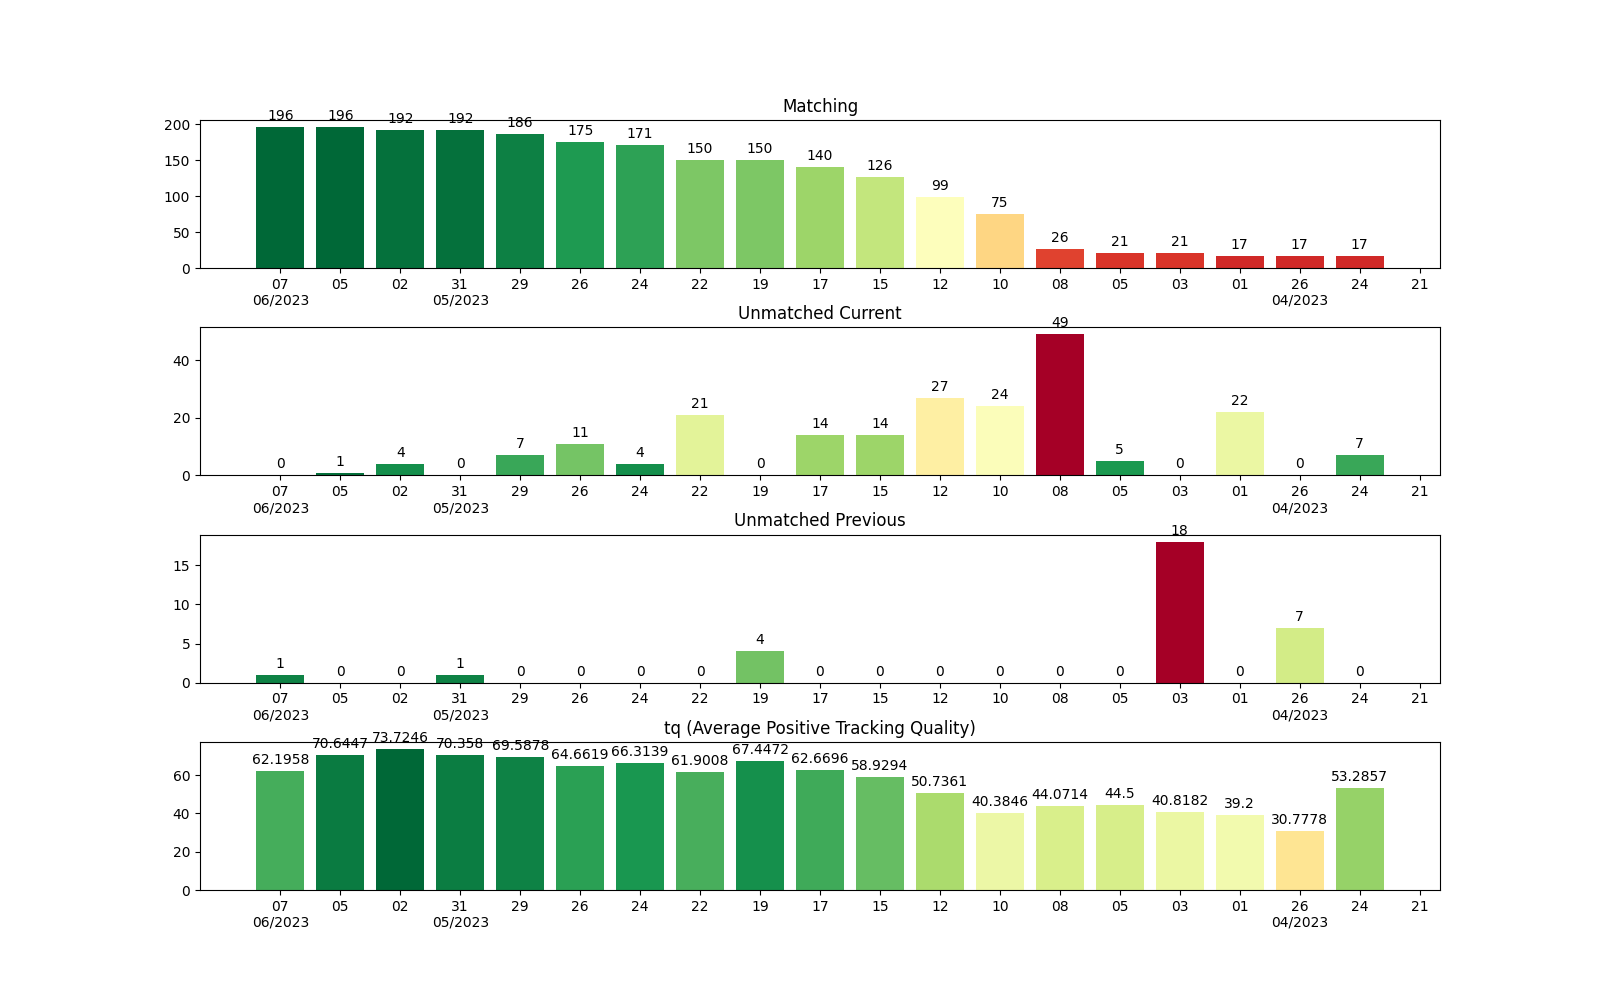 Matching
196 196 192 192 186 175 171 150 150 140 126 99 75 26 21 21 17 17 17
200
150
100
50
0
07 05 02 31 29 26 24 22 19 17 15 12 10 08 05 03 01 26 24 21
06/2023 05/2023 04/2023
Unmatched Current
0 1 4 0 7 11 4 21 0 14 14 27 24 49 5 0 22 0 7
40
20
0
07 05 02 31 29 26 24 22 19 17 15 12 10 08 05 03 01 26 24 21
06/2023 05/2023 04/2023
Unmatched Previous
1 0 0 1 0 0 0 0 4 0 0 0 0 0 0 18 0 7 0
15
10
5
0
07 05 02 31 29 26 24 22 19 17 15 12 10 08 05 03 01 26 24 21
06/2023 05/2023 04/2023
tq (Average Positive Tracking Quality)
62.1958 70.6447 73.7246 70.358 69.5878 64.6619 66.3139 61.9008 67.4472 62.6696 58.9294 50.7361 40.3846 44.0714 44.5 40.8182 39.2 30.7778 53.2857
60
40
20
0
07 05 02 31 29 26 24 22 19 17 15 12 10 08 05 03 01 26 24 21
06/2023 05/2023 04/2023